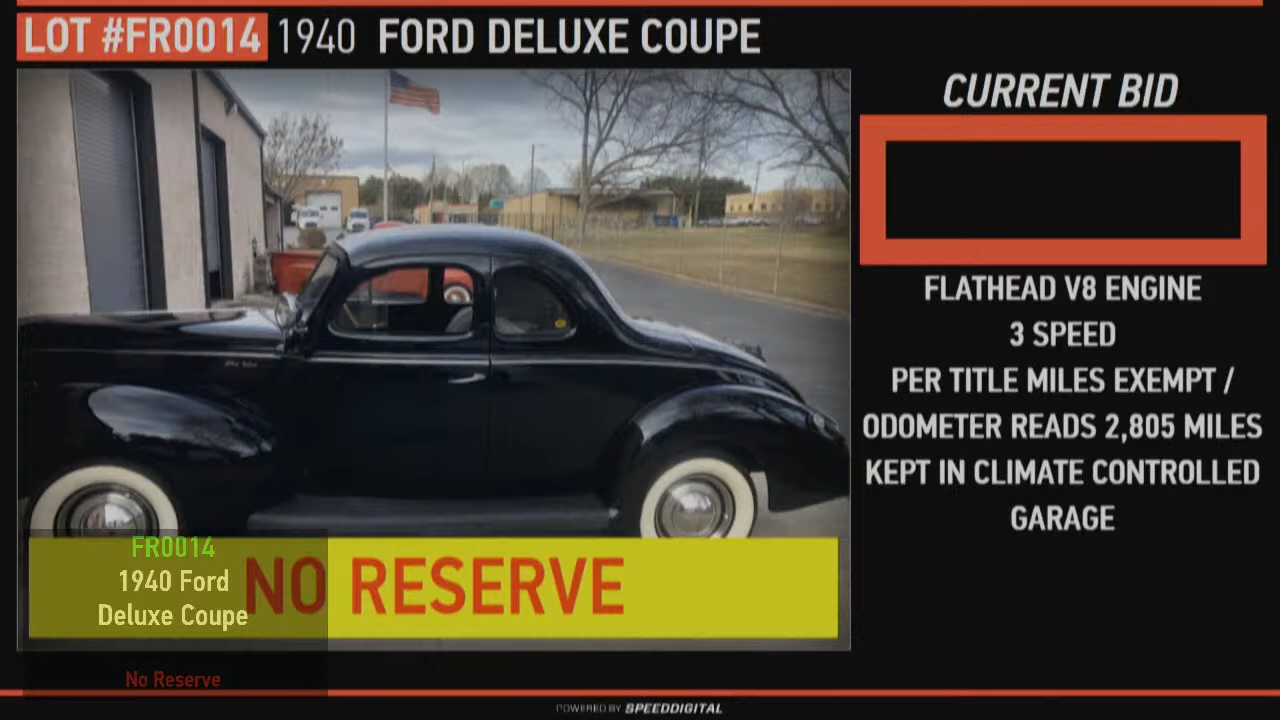 LOT #FR0014 1940 FORD DELUXE COUPE
CURRENT BID
FLATHEAD V8 ENGINE
3 SPEED
PER TITLE MILES EXEMPT /
ODOMETER READS 2,805 MILES
KEPT IN CLIMATE CONTROLLED
GARAGE
NO RESERVE
FR0014
1940 Ford
Deluxe Coupe
No Reserve
POWERED BY SPEEDDIGITAL